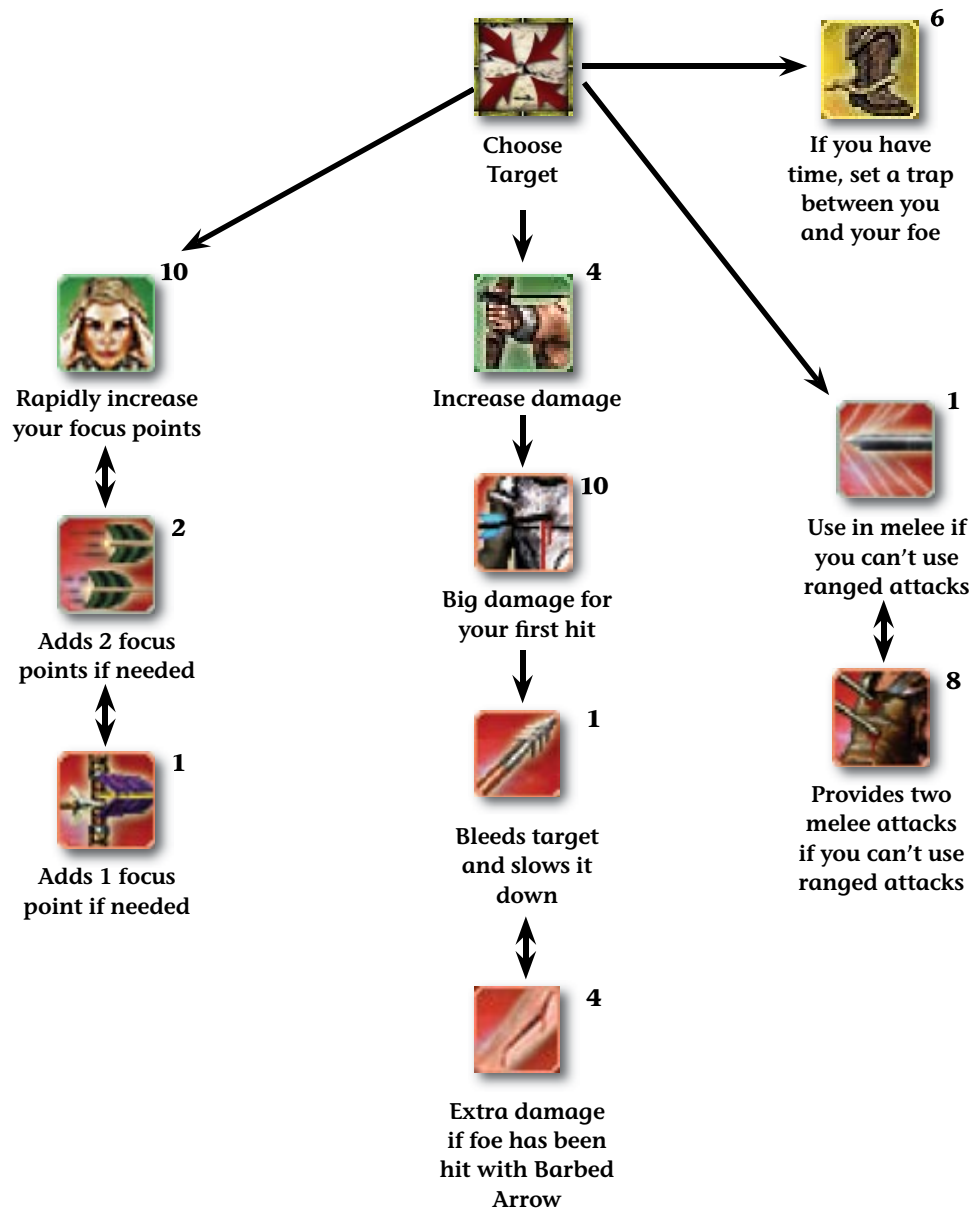 Choose
Target
6
If you have
time, set a trap
between you
and your foe
10
Rapidly increase
your focus points
2
Adds 2 focus
points if needed
1
Adds 1 focus
point if needed
4
Increase damage
10
Big damage for
your first hit
1
Bleeds target
and slows it
down
4
Extra damage
if foe has been
hit with Barbed
Arrow
1
Use in melee if
you can't use
ranged attacks
8
Provides two
melee attacks
if you can't use
ranged attacks